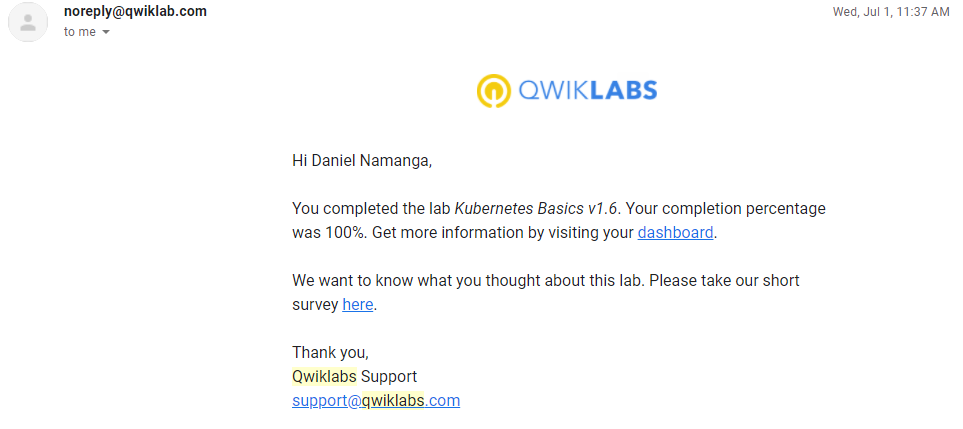 noreply@qwiklab.com
Wed, Jul 1, 11:37 AM
to me
QWIKLABS
Hi Daniel Namanga,
You completed the lab Kubernetes Basics v1.6. Your completion percentage
was 100%. Get more information by visiting your dashboard.
We want to know what you thought about this lab. Please take our short
survey here.
Thank you,
Qwiklabs Support
support@qwiklabs.com